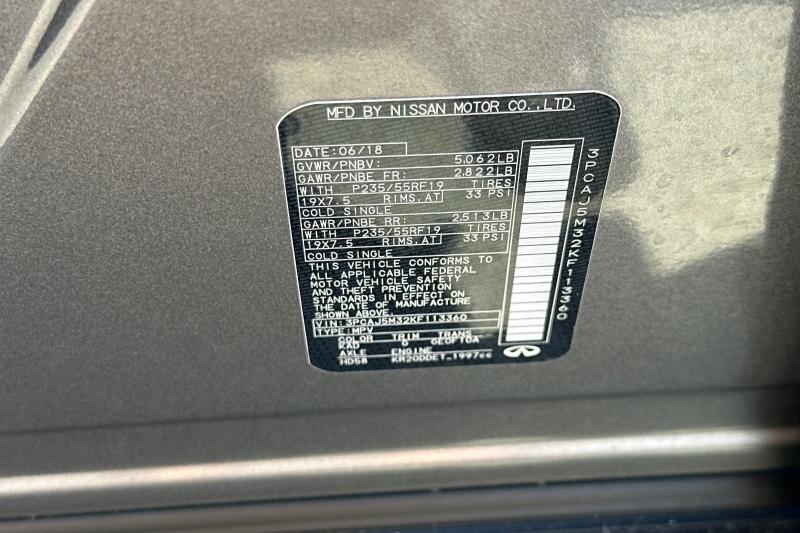 MFD BY NISSAN MOTOR CO.,LTD.
DATE:06/18
GVWR/PNBV: 5,062LB
GAWR/PNBE FR: 2,822LB
WITH P235/55RF19 TIRES
19X7.5 RIMS,AT 33 PSI
COLD SINGLE
GAWR/PNBE RR: 2,513LB
WITH P235/55RF19 TIRES
19X7.5 RIMS,AT 33 PSI
COLD SINGLE
THIS VEHICLE CONFORMS TO
ALL APPLICABLE FEDERAL
MOTOR VEHICLE SAFETY
AND THEFT PREVENTION
STANDARDS IN EFFECT ON
THE DATE OF MANUFACTURE
SHOWN ABOVE.
VIN:3PCAJ5M32KF113360
TYPE:MPV
COLOR TRIM TRANS
KAD G
AXLE ENGINE
HD58 KR20DDET 1997cc
3PCAJ5M32KF113360